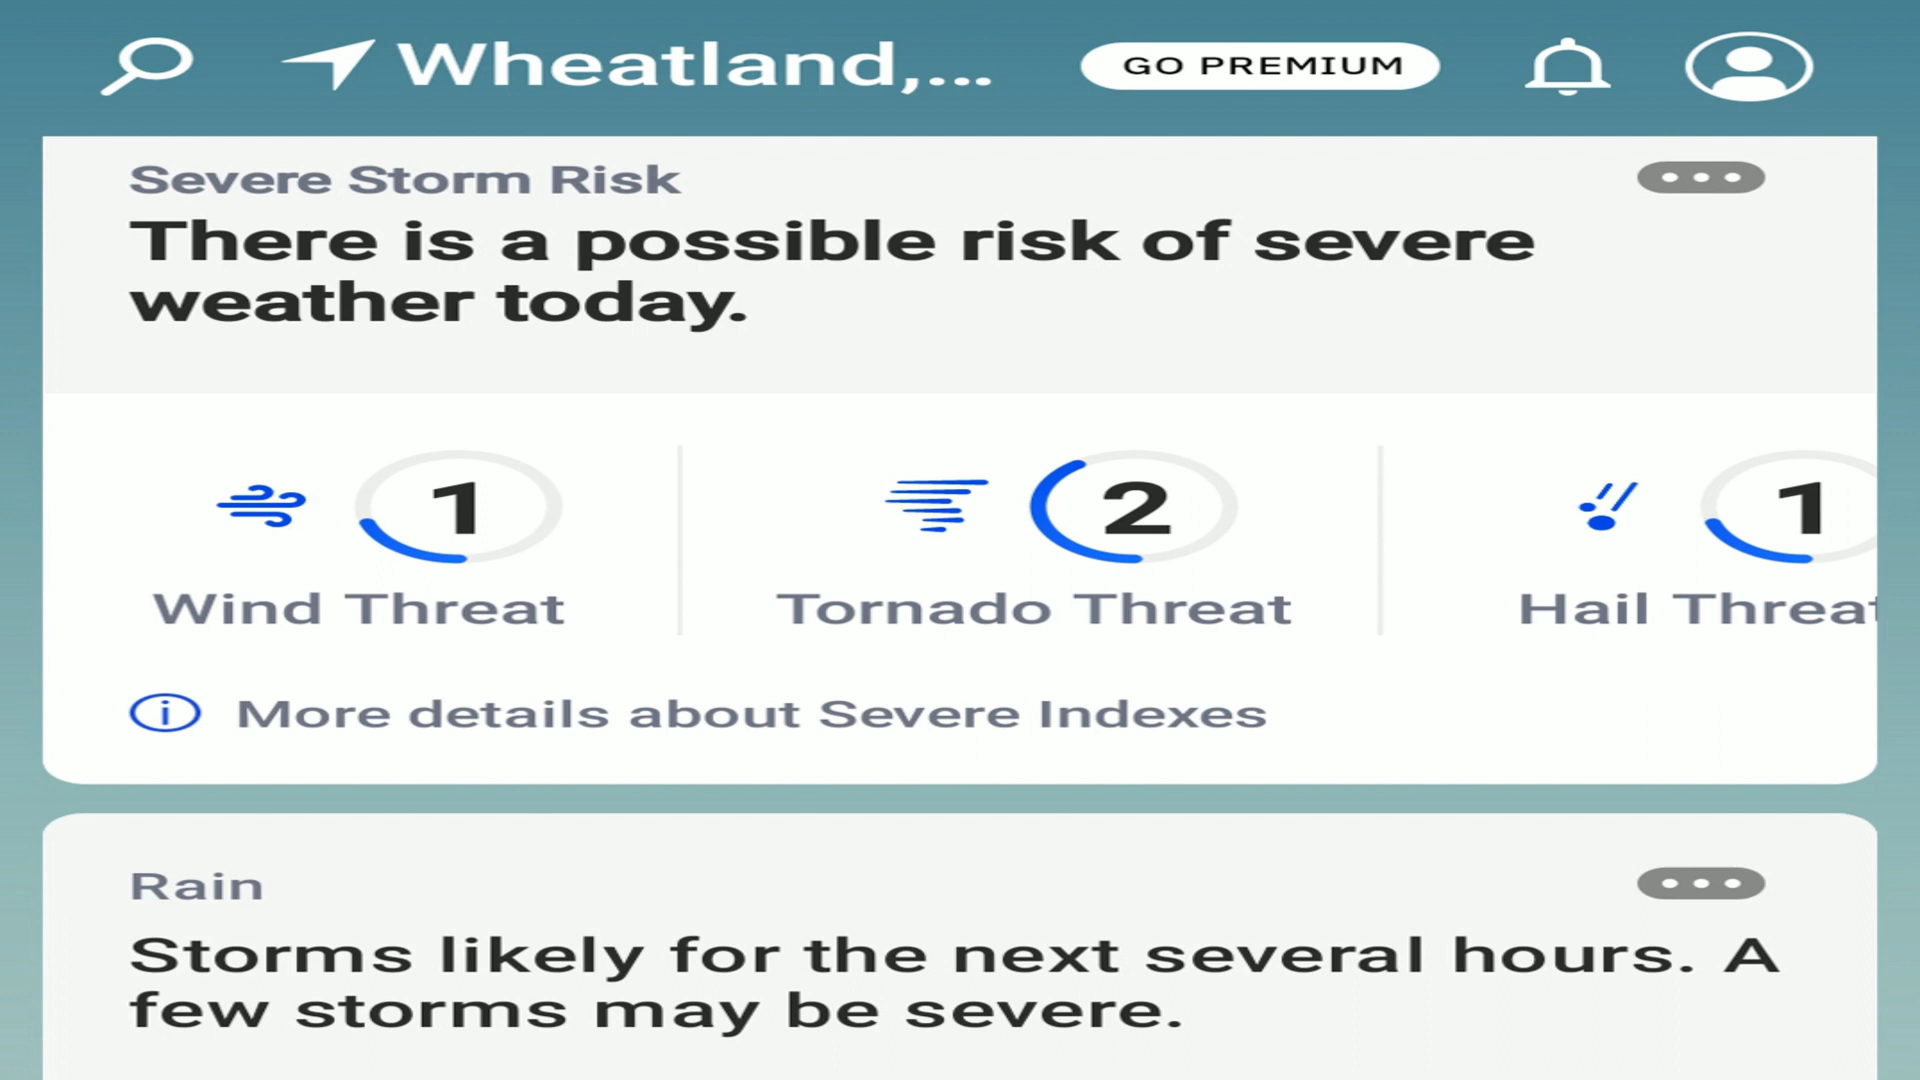 Wheatland,...
GO PREMIUM
Severe Storm Risk
There is a possible risk of severe
weather today.
1
2
1
Wind Threat
Tornado Threat
Hail Threat
More details about Severe Indexes
Rain
Storms likely for the next several hours. A
few storms may be severe.